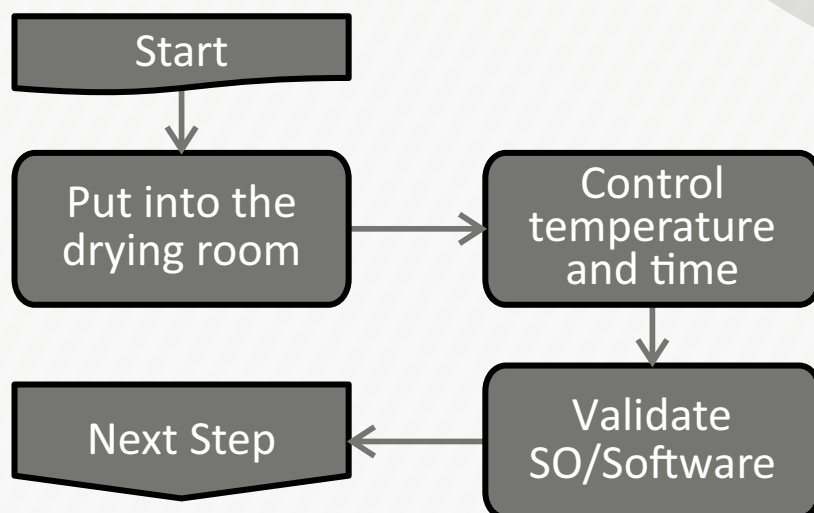 Start
Put into the
drying room
Control
temperature
and time
Validate
SO/Software
Next Step